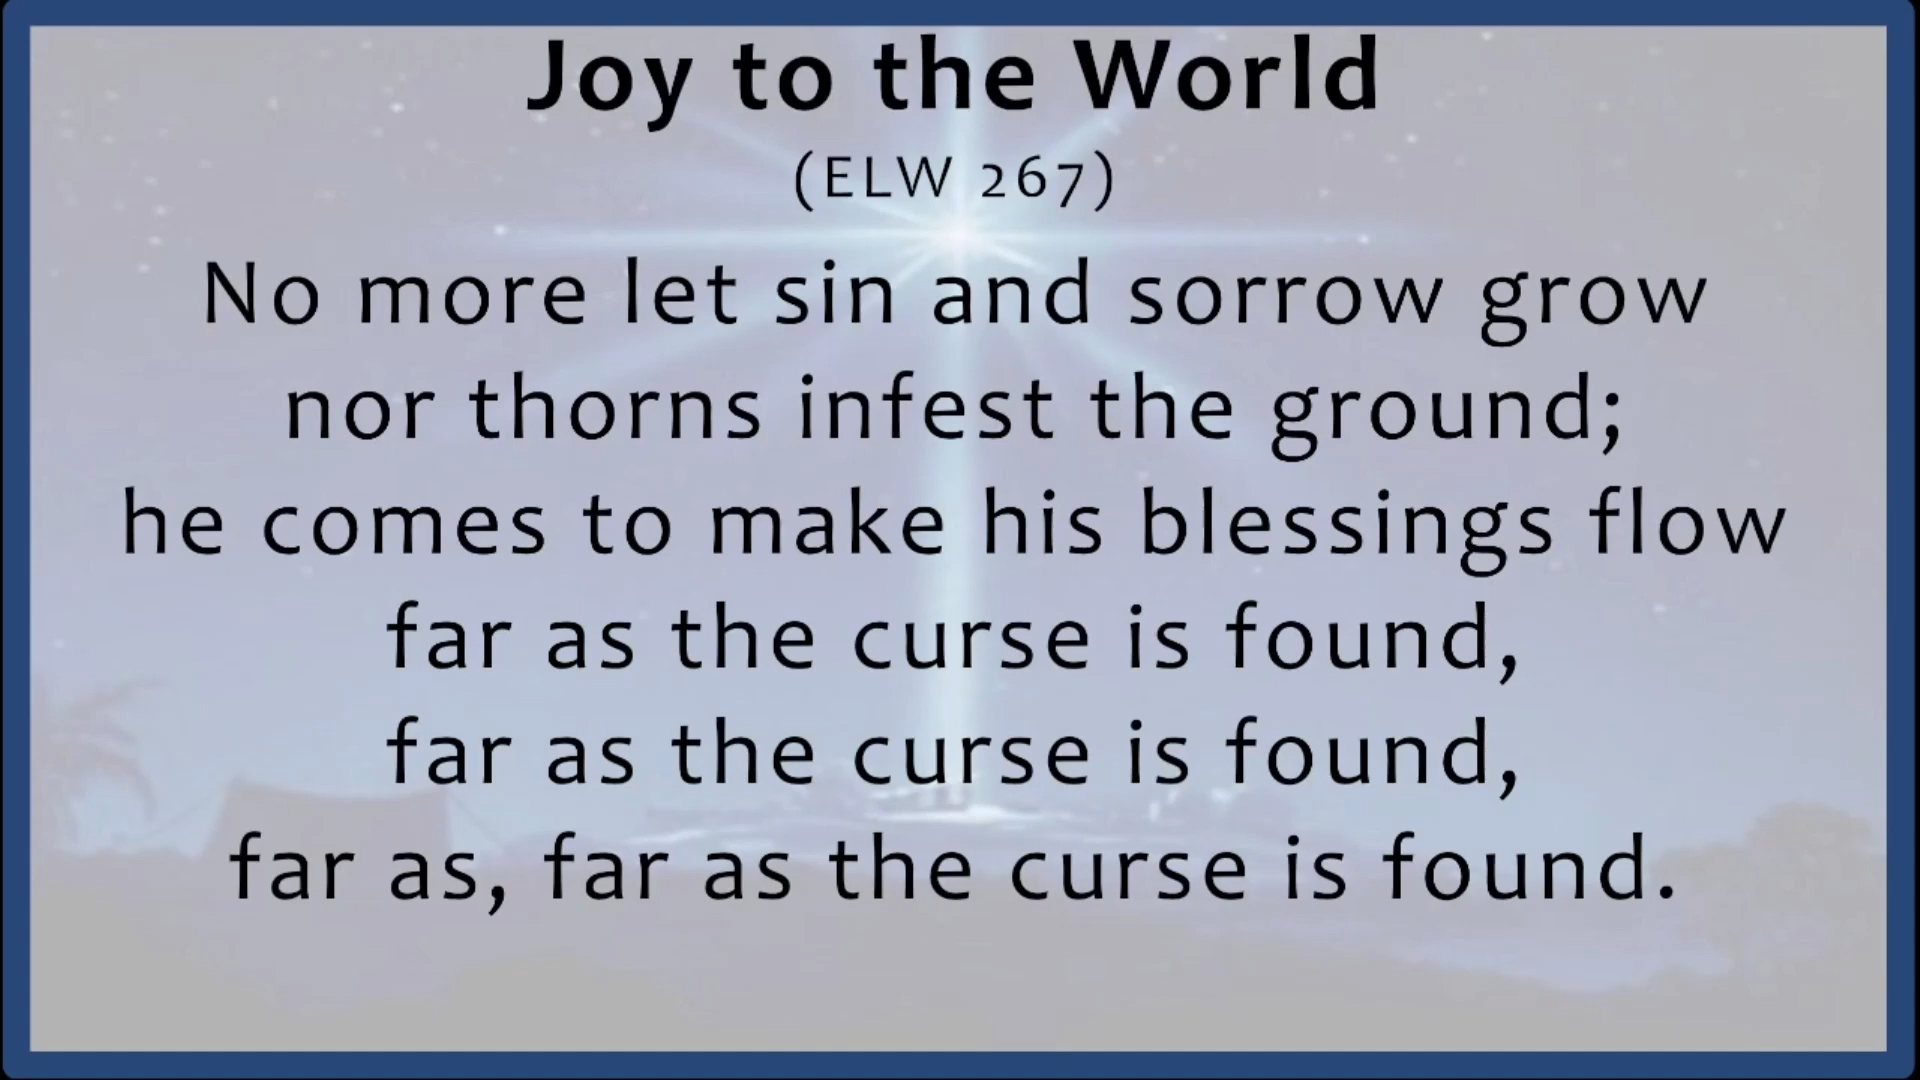 Joy to the World
(ELW 267)
No more let sin and sorrow grow
nor thorns infest the ground;
he comes to make his blessings flow
far as the curse is found,
far as the curse is found,
far as, far as the curse is found.